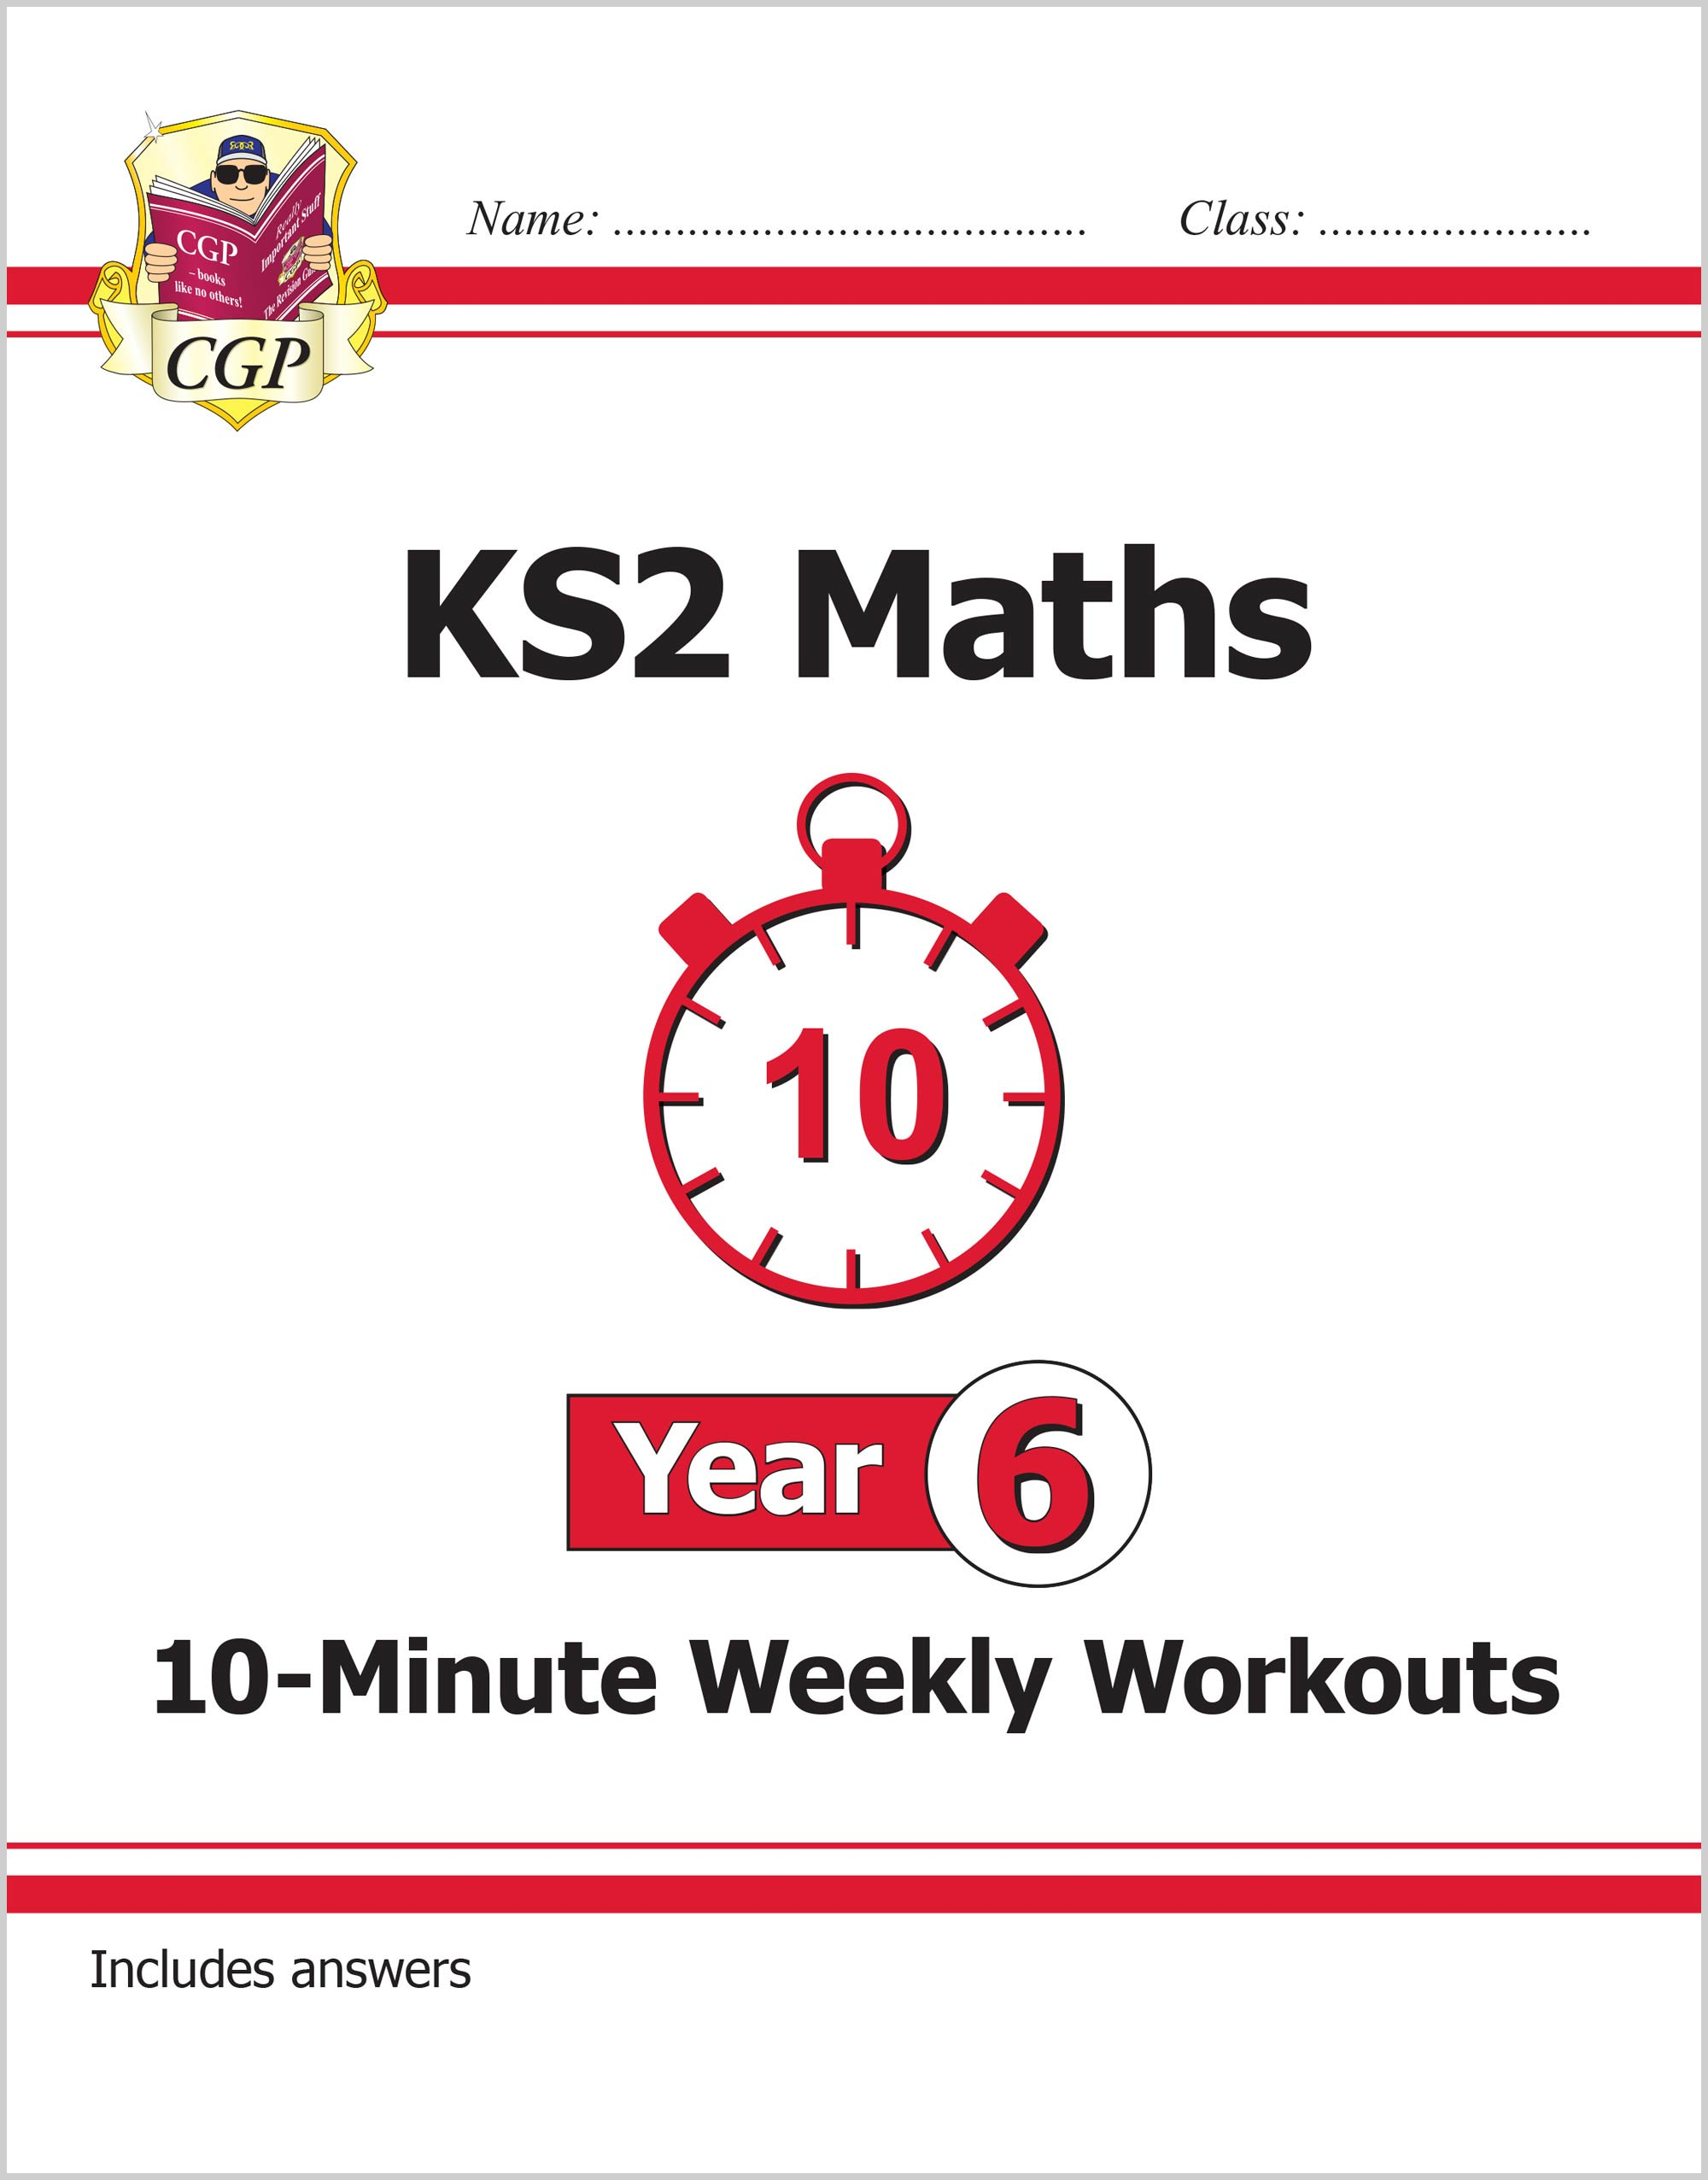 CGP
– books
like no others!
Really
Important Stuff
The Revision Gui
CGP
Name: ...................................... Class: ......................
KS2 Maths
10
Year 6
10-Minute Weekly Workouts
Includes answers